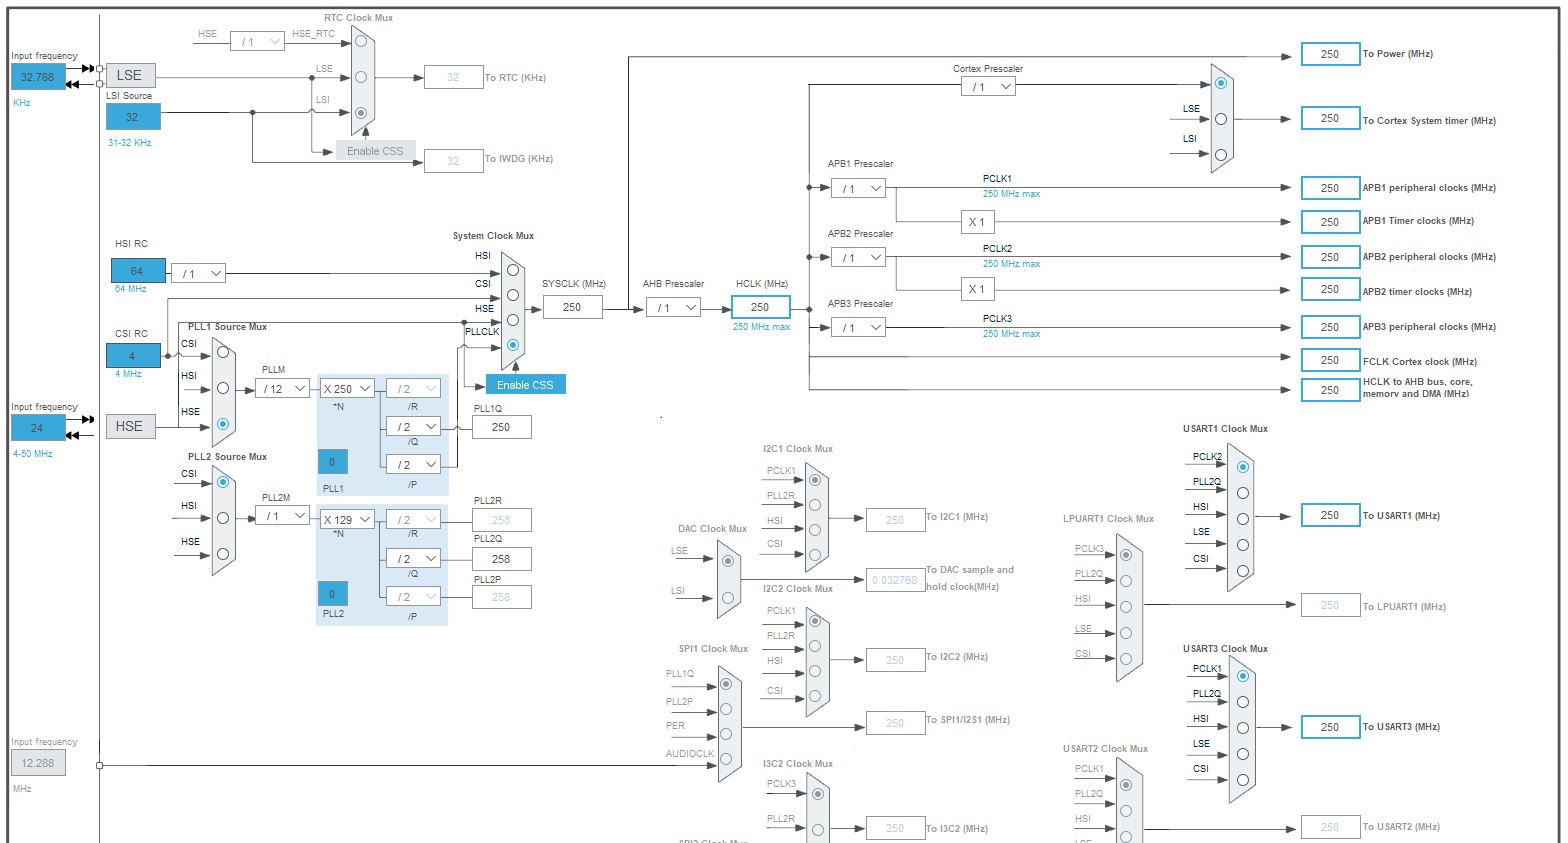 RTC Clock Mux
HSE
/ 1
HSE_RTC
Input frequency
32.768
KHz
LSE
LSE
32
To RTC (KHz)
LSI Source
32
31-32 KHz
LSI
Enable CSS
32
To IWDG (KHz)
250
To Power (MHz)
Cortex Prescaler
/ 1
LSE
LSI
250
To Cortex System timer (MHz)
APB1 Prescaler
/ 1
PCLK1
250 MHz max
250
APB1 peripheral clocks (MHz)
X 1
250
APB1 Timer clocks (MHz)
APB2 Prescaler
/ 1
PCLK2
250 MHz max
250
APB2 peripheral clocks (MHz)
X 1
250
APB2 timer clocks (MHz)
APB3 Prescaler
/ 1
PCLK3
250 MHz max
250
APB3 peripheral clocks (MHz)
250
FCLK Cortex clock (MHz)
250
HCLK to AHB bus, core,
memory and DMA (MHz)
System Clock Mux
HSI RC
64
64 MHz
/ 1
HSI
CSI
HSE
PLLCLK
SYSCLK (MHz)
250
AHB Prescaler
/ 1
HCLK (MHz)
250
250 MHz max
Enable CSS
CSI RC
4
4 MHz
PLL1 Source Mux
CSI
HSI
HSE
PLLM
/ 12
X 250
*N
/ 2
/R
/ 2
/Q
/ 2
/P
0
PLL1
PLL1Q
250
Input frequency
24
4-50 MHz
HSE
PLL2 Source Mux
CSI
HSI
HSE
PLL2M
/ 1
X 129
*N
/ 2
/R
/ 2
/Q
/ 2
/P
0
PLL2
PLL2R
258
PLL2Q
258
PLL2P
258
I2C1 Clock Mux
PCLK1
PLL2R
HSI
CSI
250
To I2C1 (MHz)
DAC Clock Mux
LSE
LSI
0.032768
To DAC sample and
hold clock(MHz)
I2C2 Clock Mux
PCLK1
PLL2R
HSI
CSI
250
To I2C2 (MHz)
SPI1 Clock Mux
PLL1Q
PLL2P
PER
AUDIOCLK
250
To SPI1/I2S1 (MHz)
Input frequency
12.288
MHz
I3C2 Clock Mux
PCLK3
PLL2R
250
To I3C2 (MHz)
USART1 Clock Mux
PCLK2
PLL2Q
HSI
LSE
CSI
250
To USART1 (MHz)
LPUART1 Clock Mux
PCLK3
PLL2Q
HSI
LSE
CSI
250
To LPUART1 (MHz)
USART3 Clock Mux
PCLK1
PLL2Q
HSI
LSE
CSI
250
To USART3 (MHz)
USART2 Clock Mux
PCLK1
PLL2Q
HSI
250
To USART2 (MHz)